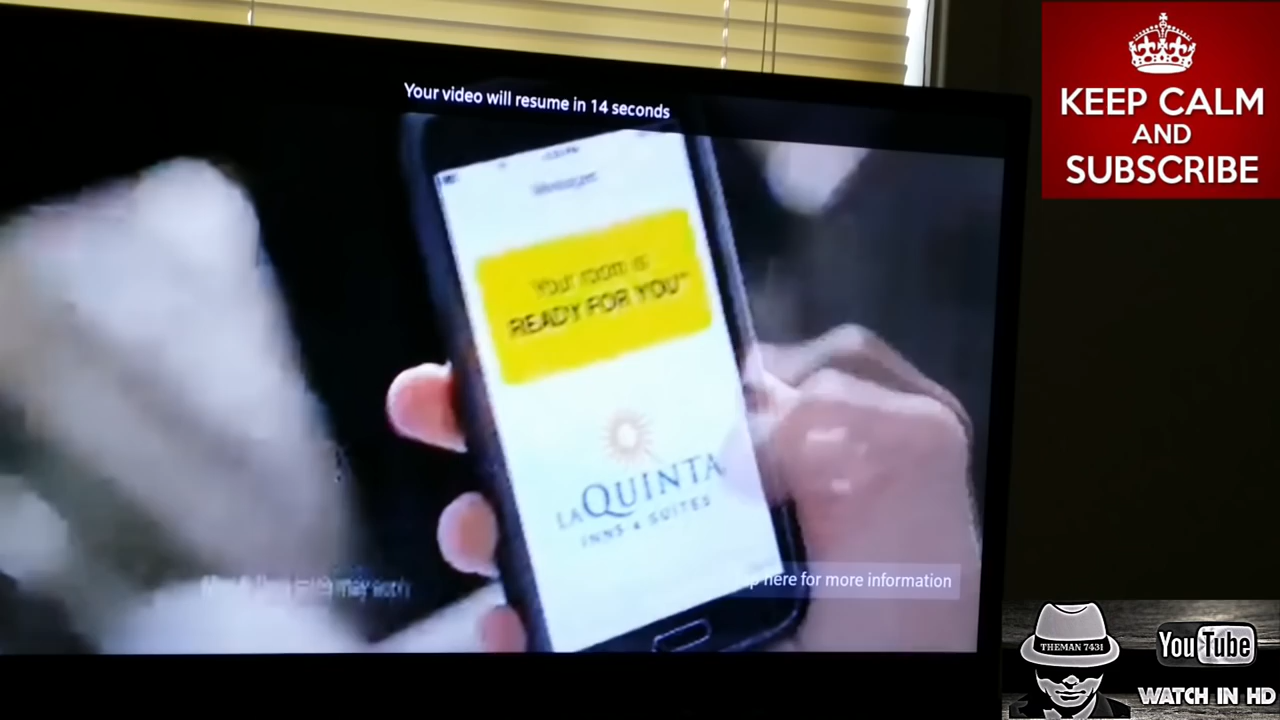 Your video will resume in 14 seconds
KEEP CALM
AND
SUBSCRIBE
Your room is
READY FOR YOU
LA QUINTA
INNS & SUITES
here for more information
THEMAN 7431
YouTube
WATCH IN HD